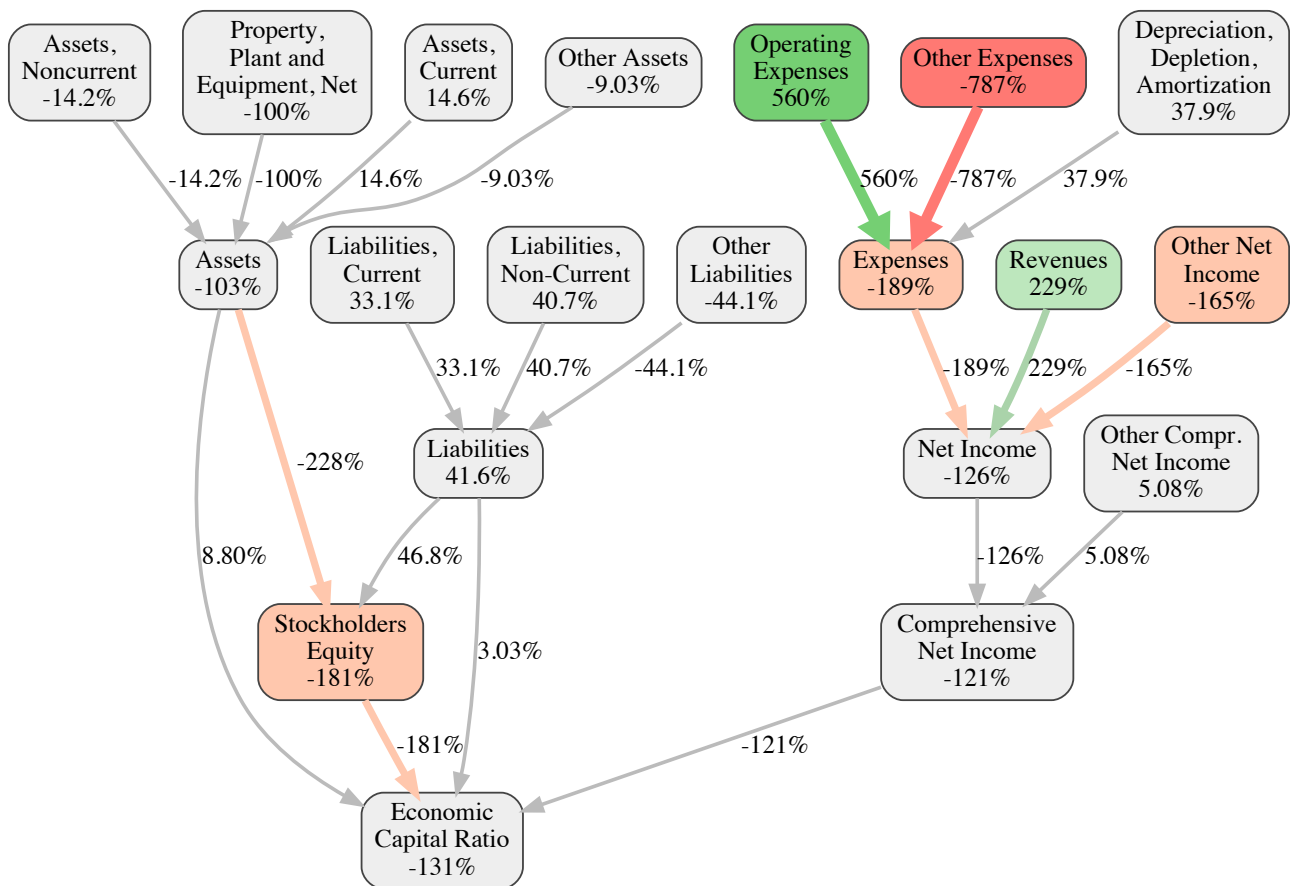 Assets,
Noncurrent
-14.2%
Property,
Plant and
Equipment, Net
-100%
Assets,
Current
14.6%
Other Assets
-9.03%
Operating
Expenses
560%
Other Expenses
-787%
Depreciation,
Depletion,
Amortization
37.9%
-14.2%
-100%
14.6%
-9.03%
560%
-787%
37.9%
Assets
-103%
Liabilities,
Current
33.1%
Liabilities,
Non-Current
40.7%
Other
Liabilities
-44.1%
Expenses
-189%
Revenues
229%
Other Net
Income
-165%
33.1%
40.7%
-44.1%
-189%
229%
-165%
-228%
Liabilities
41.6%
Net Income
-126%
Other Compr.
Net Income
5.08%
8.80%
46.8%
-126%
5.08%
Stockholders
Equity
-181%
3.03%
Comprehensive
Net Income
-121%
-181%
-121%
Economic
Capital Ratio
-131%